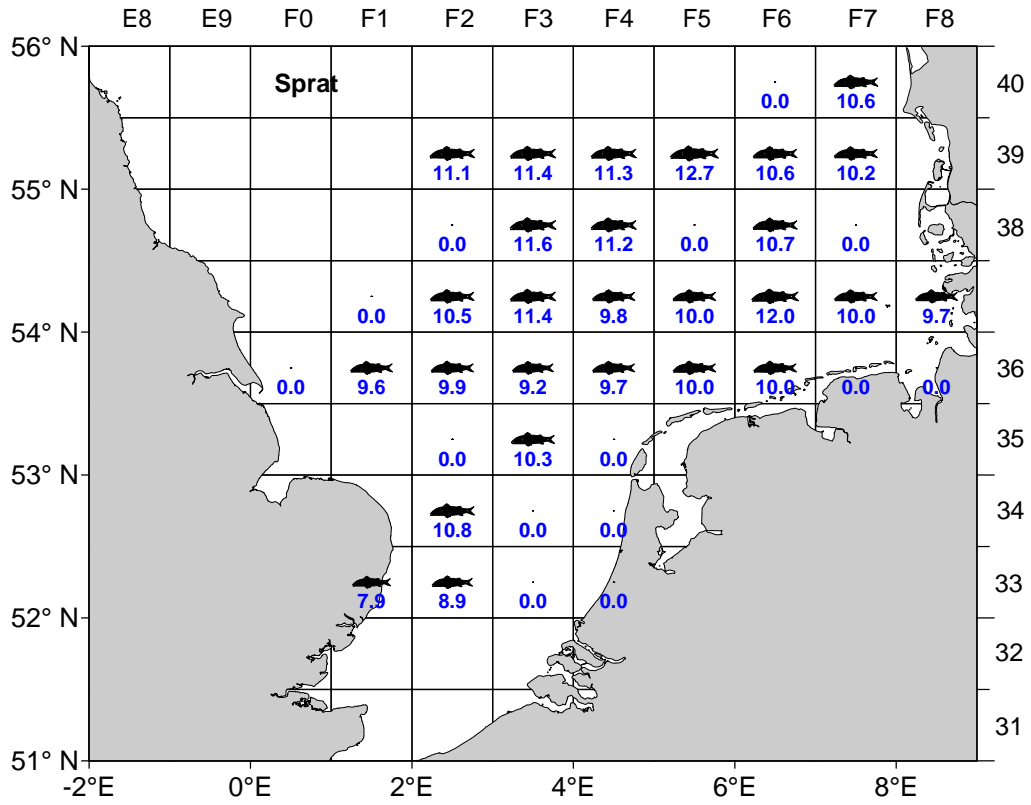 E8 E9 F0 F1 F2 F3 F4 F5 F6 F7 F8
56° N
Sprat
40
0.0 10.6
39
11.1 11.4 11.3 12.7 10.6 10.2
55° N
38
0.0 11.6 11.2 0.0 10.7 0.0
0.0 10.5 11.4 9.8 10.0 12.0 10.0 9.7
54° N
36
0.0 9.6 9.9 9.2 9.7 10.0 10.0 0.0 0.0
35
0.0 10.3 0.0
53° N
34
10.8 0.0 0.0
33
7.9 8.9 0.0 0.0
52° N
32
31
51° N
-2°E 0°E 2°E 4°E 6°E 8°E